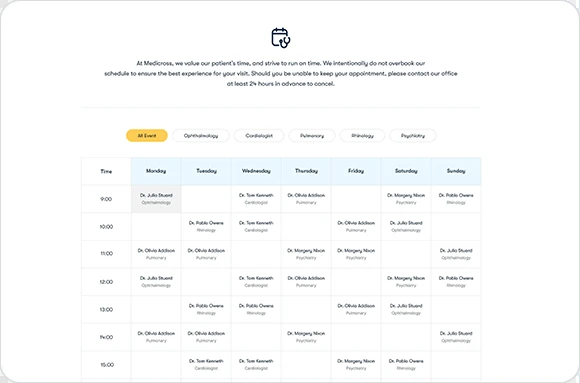 At Medicross, we value our patient's time, and strive to run on time. We intentionally do not overbook our
schedule to ensure the best experience for your visit. Should you be unable to keep your appointment, please contact our office
at least 24 hours in advance to cancel.
All Event Ophthalmology Cardiologist Pulmonary Rhinology Psychiatry
Time Monday Tuesday Wednesday Thursday Friday Saturday Sunday
9:00 Dr. Julia Stuard Dr. Tom Kenneth Dr. Olivia Addison Dr. Margery Nixon Dr. Pablo Owens
Ophthalmology Cardiologist Pulmonary Psychiatry Rhinology
10:00 Dr. Pablo Owens Dr. Tom Kenneth Dr. Olivia Addison Dr. Julia Stuard
Rhinology Cardiologist Pulmonary Ophthalmology
11:00 Dr. Olivia Addison Dr. Olivia Addison Dr. Margery Nixon Dr. Margery Nixon Dr. Julia Stuard
Pulmonary Pulmonary Psychiatry Psychiatry Ophthalmology
12:00 Dr. Julia Stuard Dr. Tom Kenneth Dr. Olivia Addison Dr. Margery Nixon Dr. Pablo Owens
Ophthalmology Cardiologist Pulmonary Psychiatry Rhinology
13:00 Dr. Pablo Owens Dr. Pablo Owens Dr. Olivia Addison Dr. Julia Stuard
Rhinology Rhinology Pulmonary Ophthalmology
14:00 Dr. Olivia Addison Dr. Olivia Addison Dr. Margery Nixon Dr. Julia Stuard
Pulmonary Pulmonary Psychiatry Ophthalmology
15:00 Dr. Tom Kenneth Dr. Tom Kenneth Dr. Margery Nixon Dr. Pablo Owens
Cardiologist Cardiologist Psychiatry Rhinology